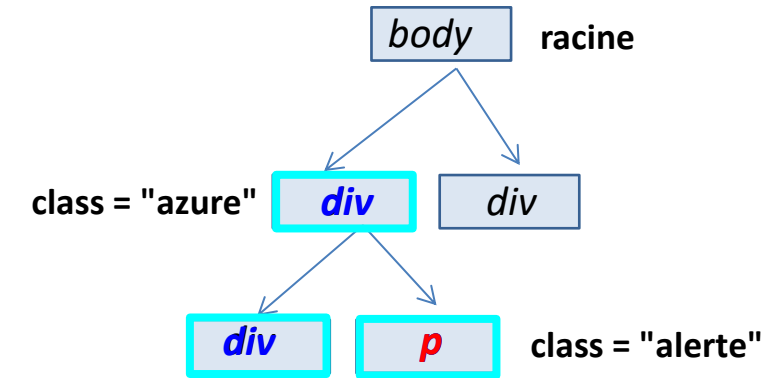 body racine
class = "azure" div div
div p class = "alerte"